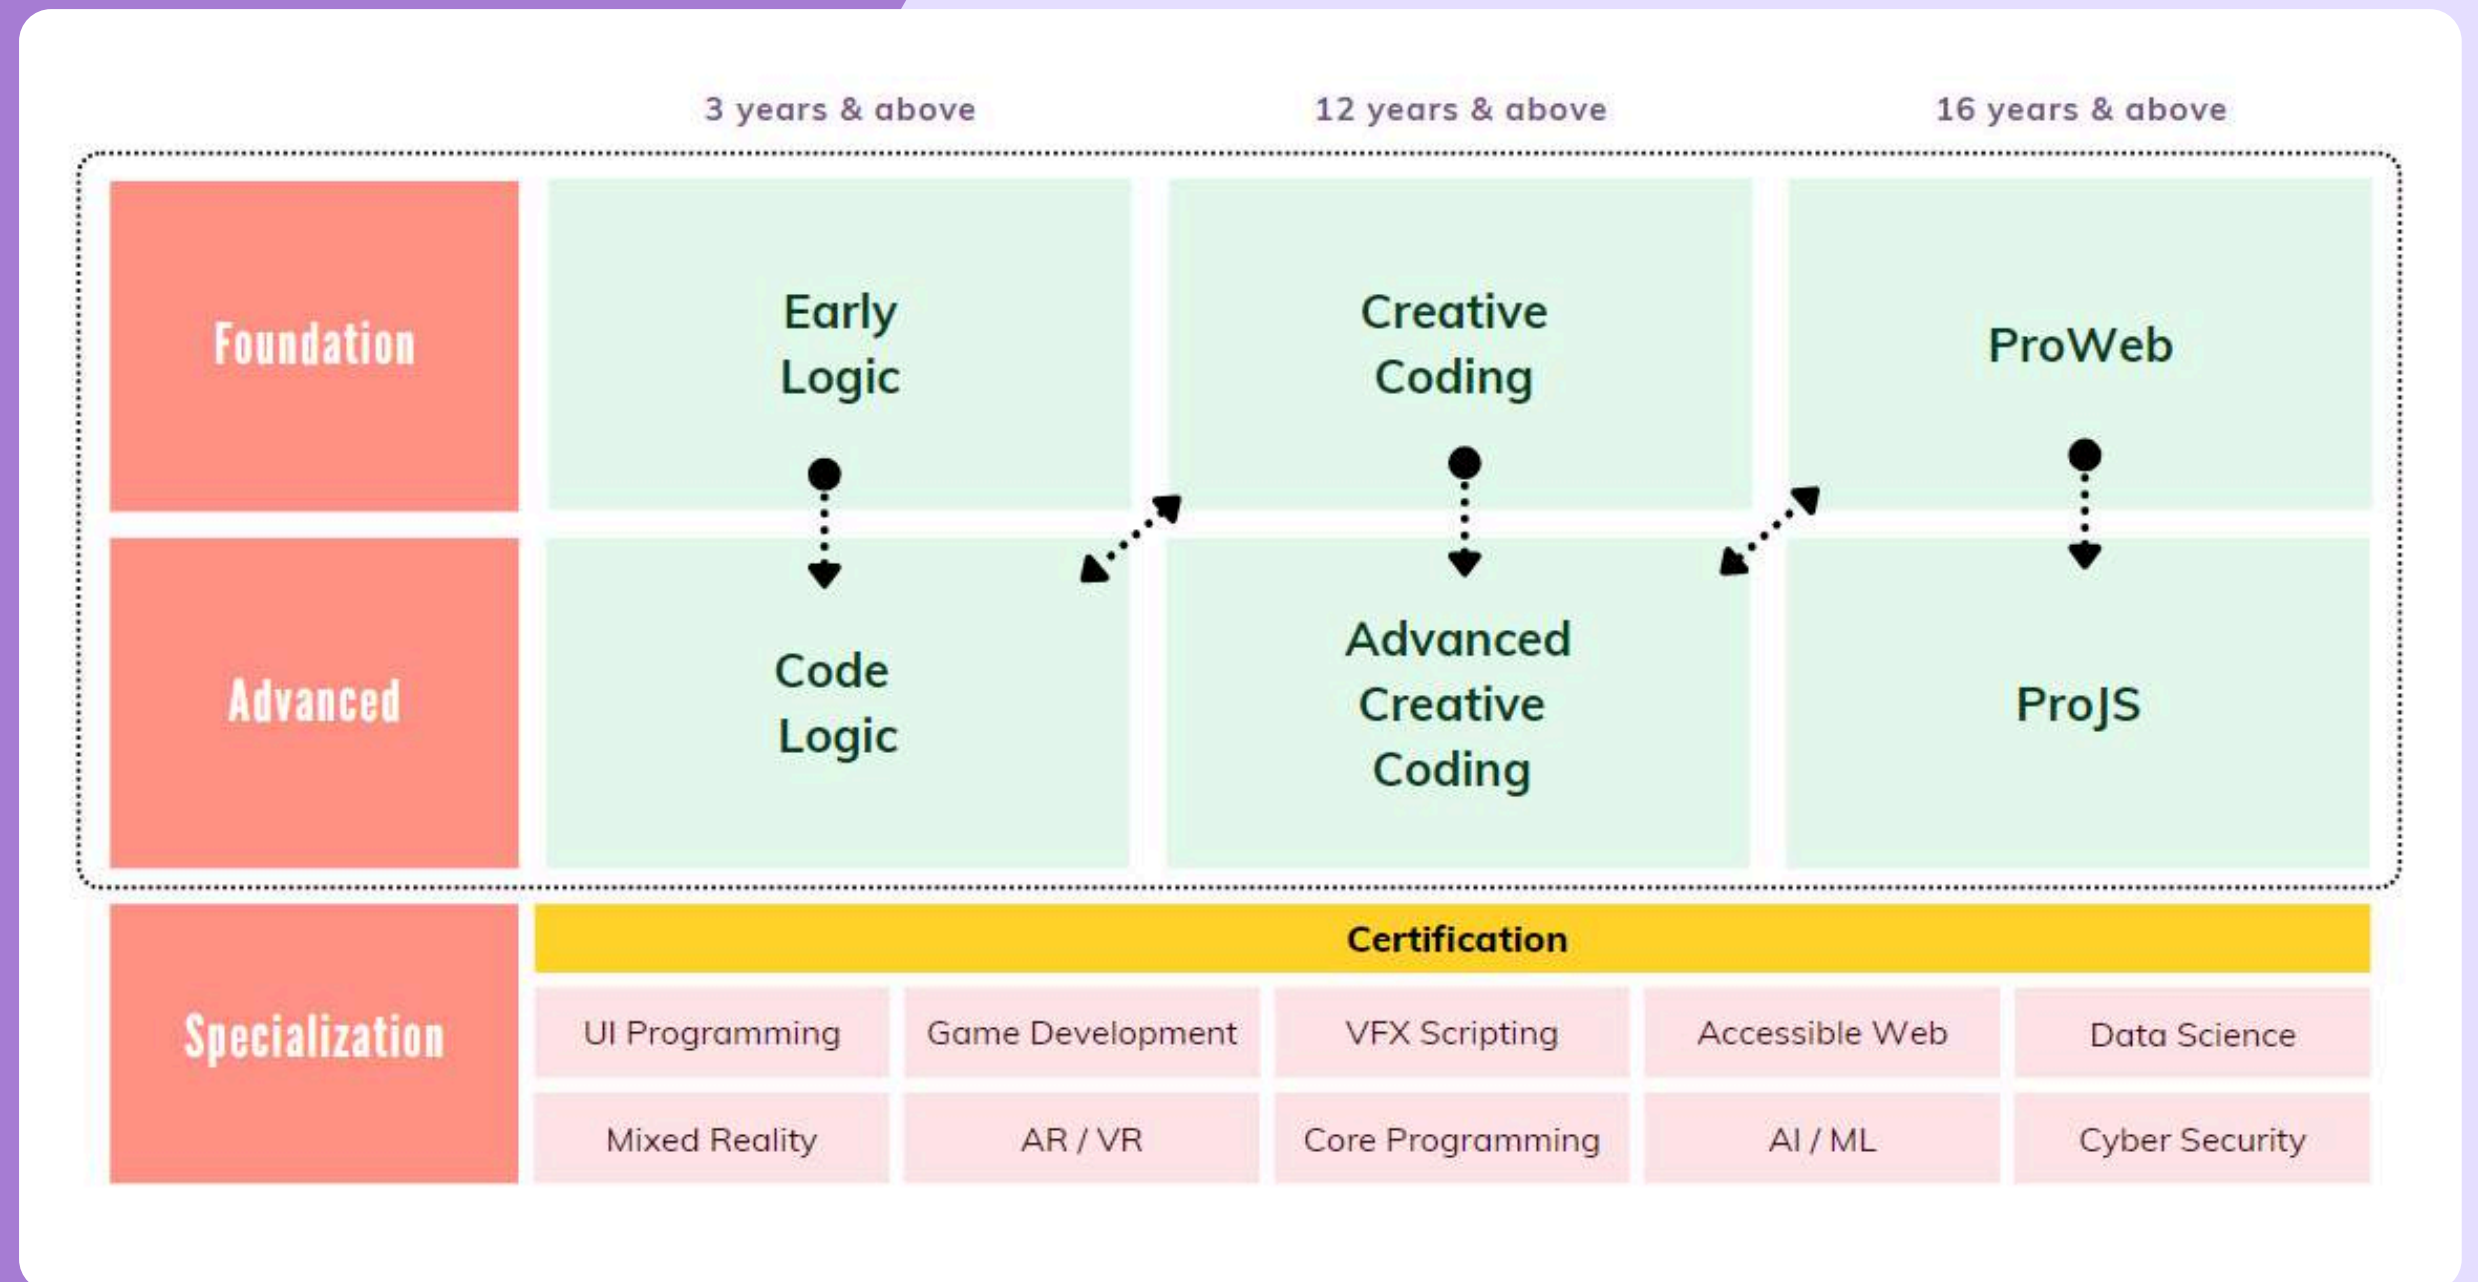 3 years & above
12 years & above
16 years & above
Foundation
Early
Logic
Creative
Coding
ProWeb
Advanced
Code
Logic
Advanced
Creative
Coding
ProJS
Specialization
Certification
UI Programming
Game Development
VFX Scripting
Accessible Web
Data Science
Mixed Reality
AR / VR
Core Programming
AI / ML
Cyber Security